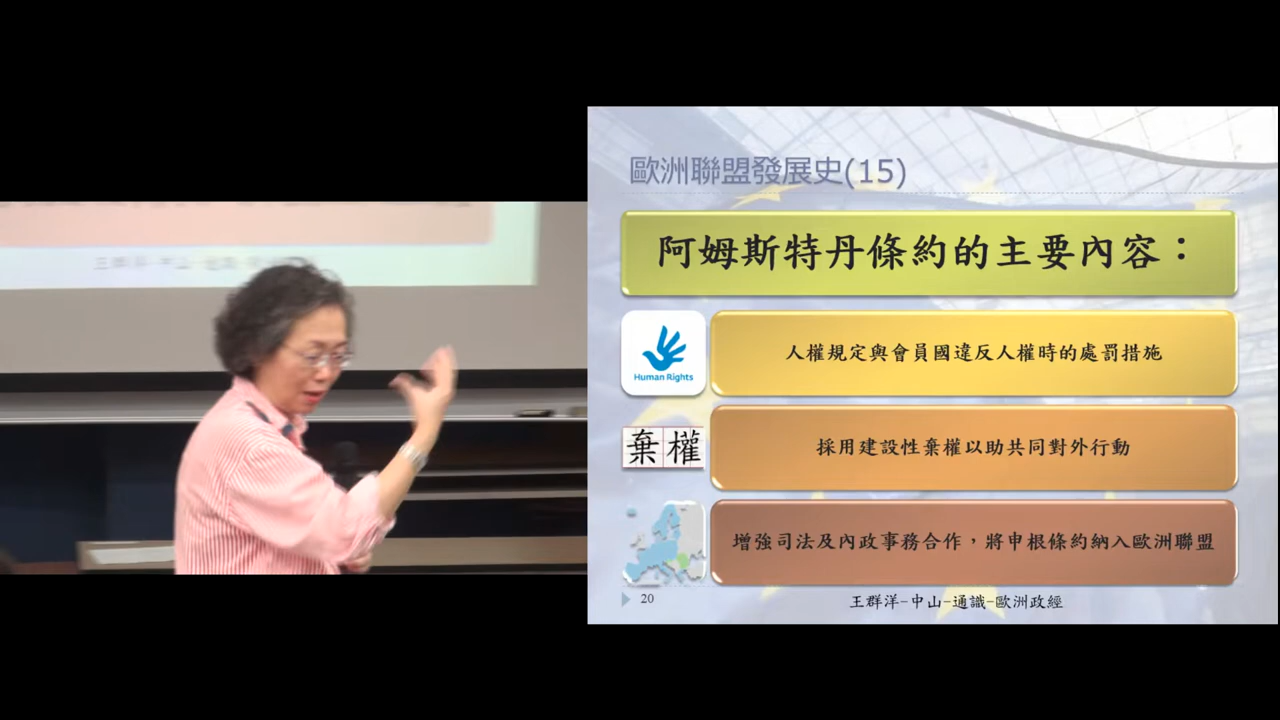 歐洲聯盟發展史(15)
阿姆斯特丹條約的主要內容：
Human Rights
人權規定與會員國違反人權時的處罰措施
棄權
採用建設性棄權以助共同對外行動
增強司法及內政事務合作，將申根條約納入歐洲聯盟
20
王群洋-中山-通識-歐洲政經